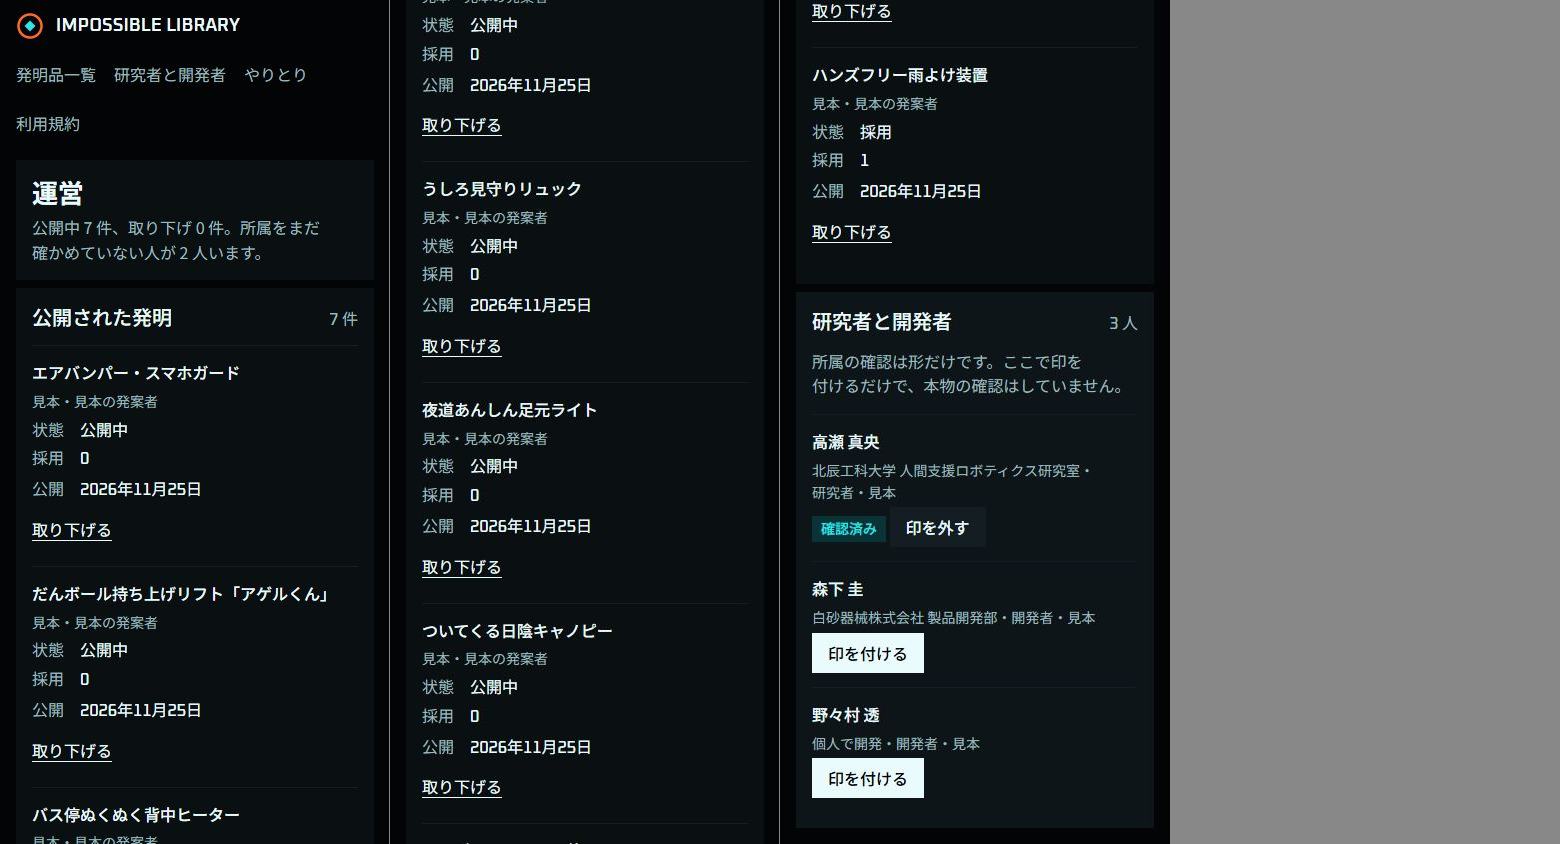 IMPOSSIBLE LIBRARY
発明品一覧 研究者と開発者 やりとり
利用規約
運営
公開中 7 件、取り下げ 0 件。所属をまだ
確かめていない人が 2 人います。
公開された発明 7 件
エアバンパー・スマホガード
見本・見本の発案者
状態 公開中
採用 0
公開 2026年11月25日
取り下げる
だんボール持ち上げリフト「アゲルくん」
見本・見本の発案者
状態 公開中
採用 0
公開 2026年11月25日
取り下げる
バス停ぬくぬく背中ヒーター
見本・見本の発案者
状態 公開中
採用 0
公開 2026年11月25日
取り下げる
うしろ見守りリュック
見本・見本の発案者
状態 公開中
採用 0
公開 2026年11月25日
取り下げる
夜道あんしん足元ライト
見本・見本の発案者
状態 公開中
採用 0
公開 2026年11月25日
取り下げる
ついてくる日陰キャノピー
見本・見本の発案者
状態 公開中
採用 0
公開 2026年11月25日
取り下げる
取り下げる
ハンズフリー雨よけ装置
見本・見本の発案者
状態 採用
採用 1
公開 2026年11月25日
取り下げる
研究者と開発者 3 人
所属の確認は形だけです。ここで印を
付けるだけで、本物の確認はしていません。
高瀬 真央
北辰工科大学 人間支援ロボティクス研究室・
研究者・見本
確認済み 印を外す
森下 圭
白砂器械株式会社 製品開発部・開発者・見本
印を付ける
野々村 透
個人で開発・開発者・見本
印を付ける